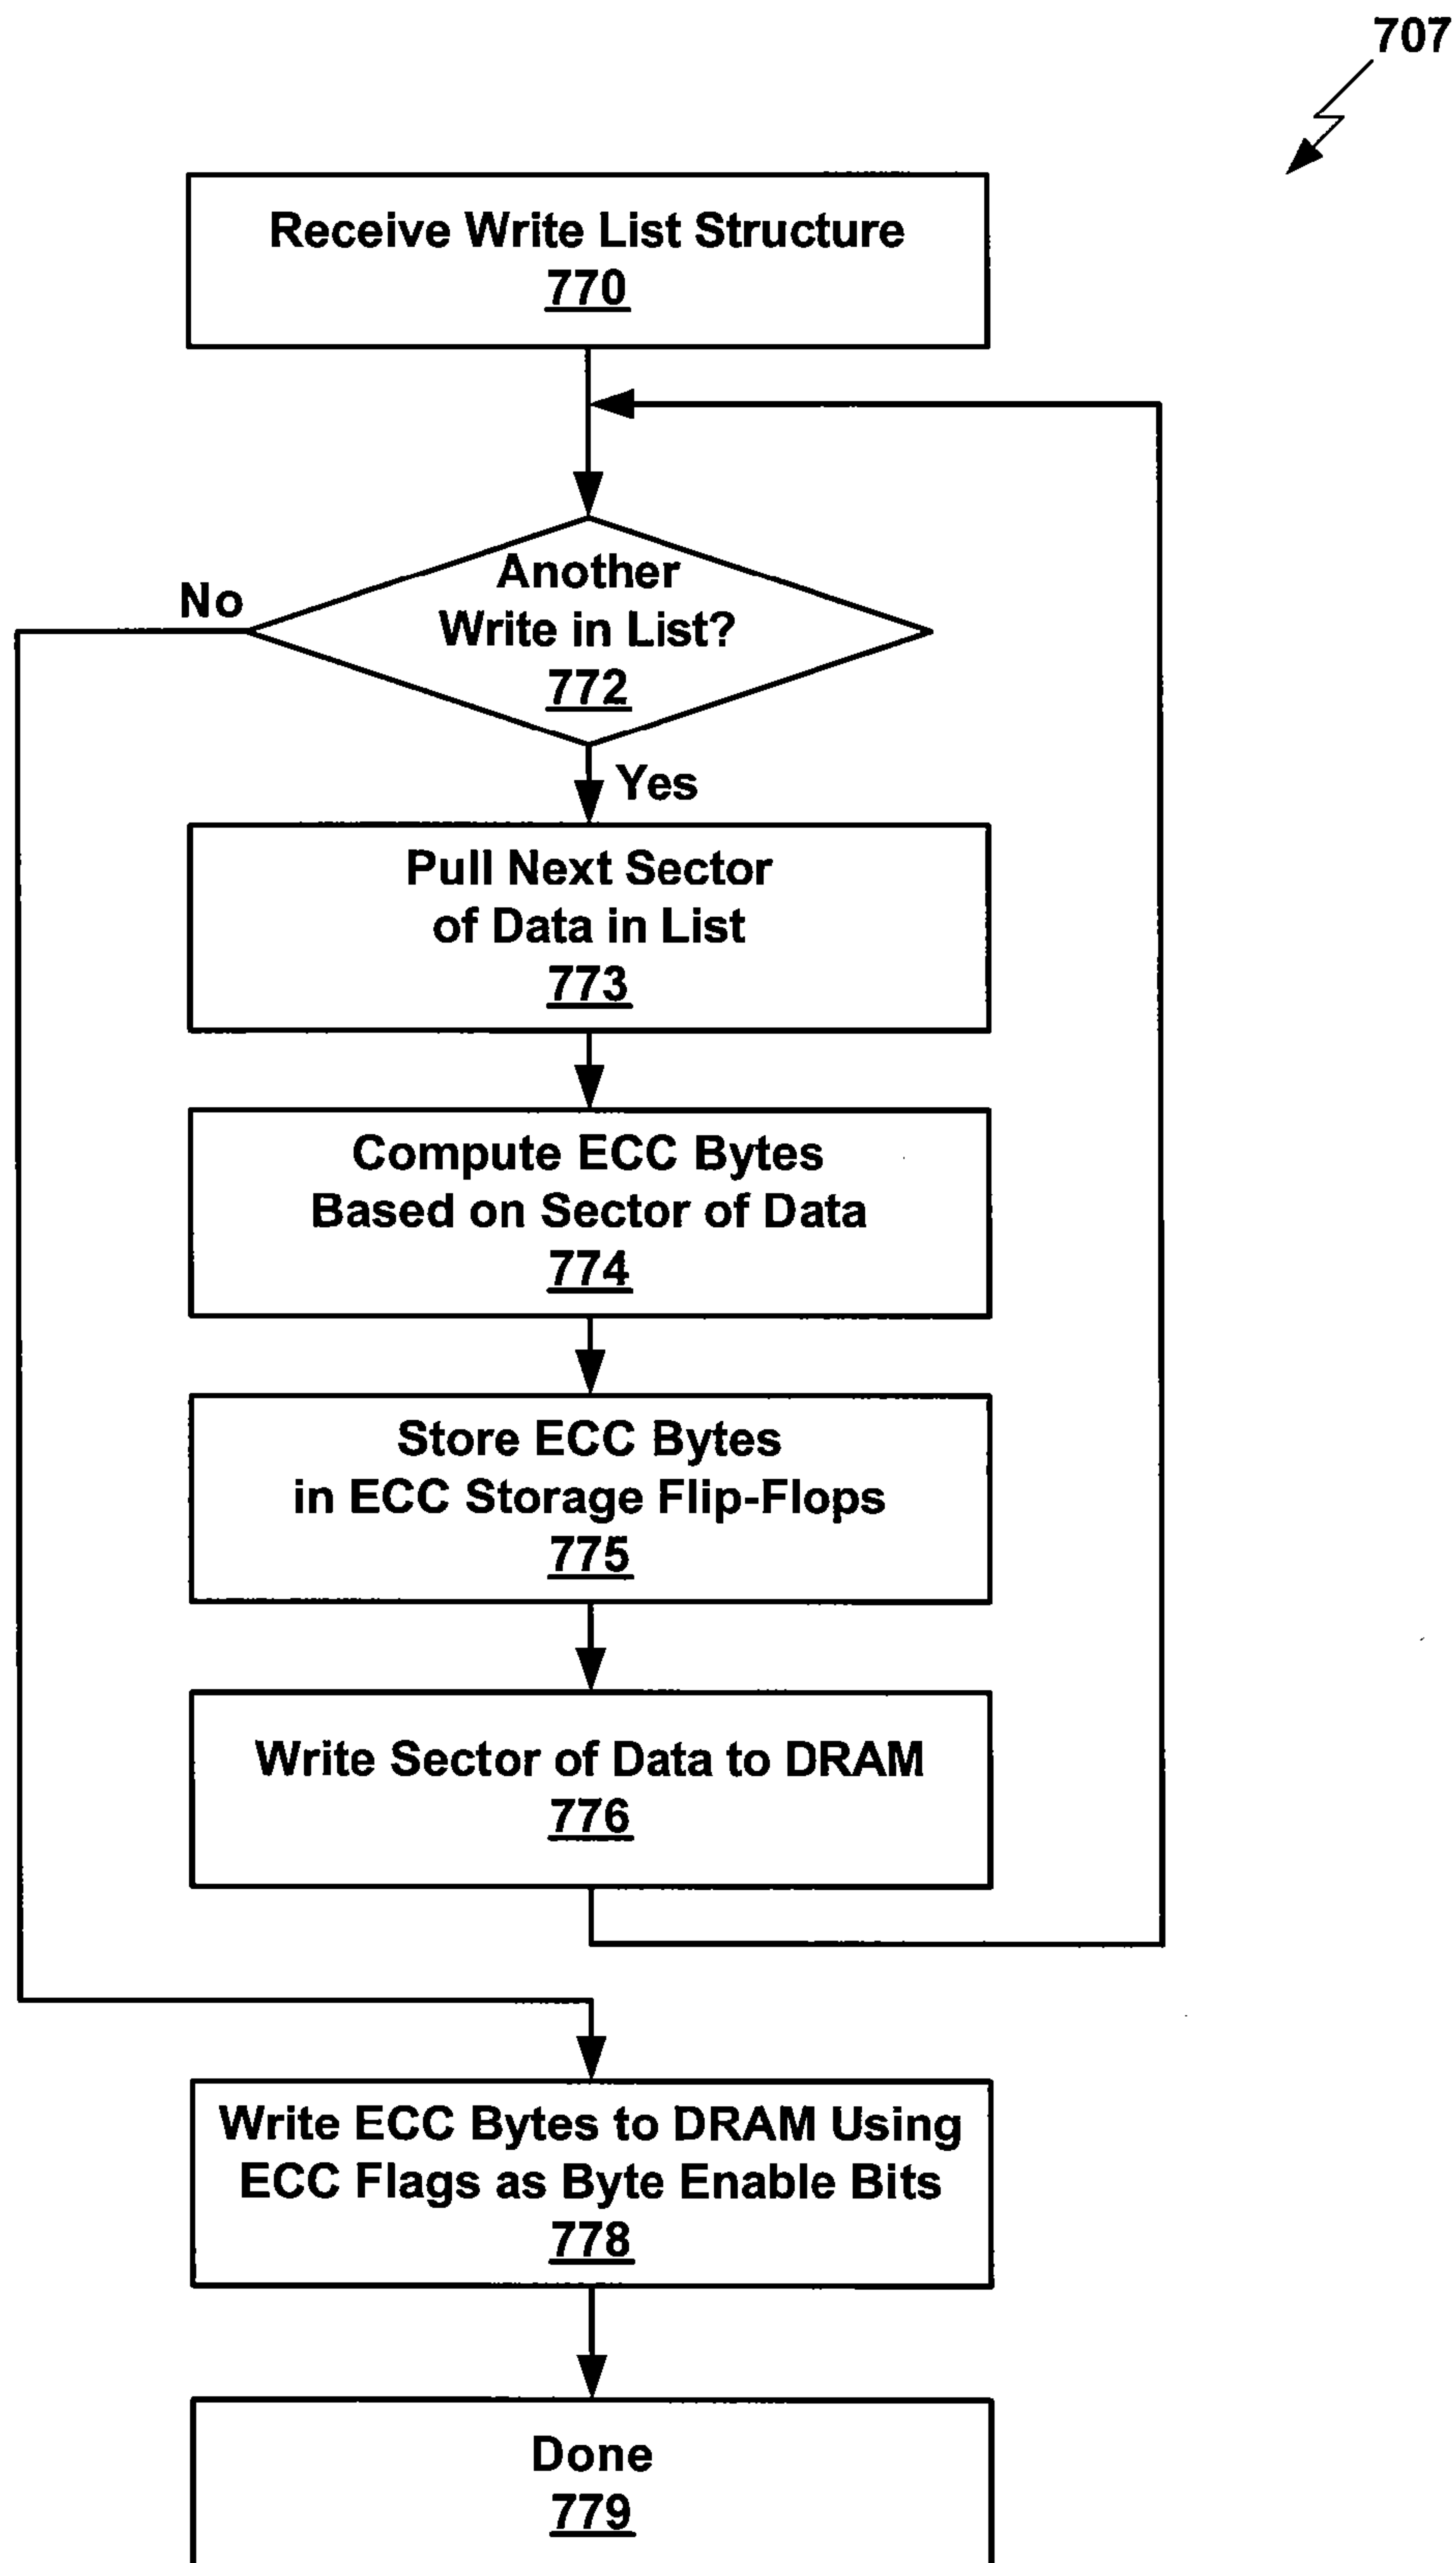 707
Receive Write List Structure
770
Another
Write in List?
772
No
Yes
Pull Next Sector
of Data in List
773
Compute ECC Bytes
Based on Sector of Data
774
Store ECC Bytes
in ECC Storage Flip-Flops
775
Write Sector of Data to DRAM
776
Write ECC Bytes to DRAM Using
ECC Flags as Byte Enable Bits
778
Done
779